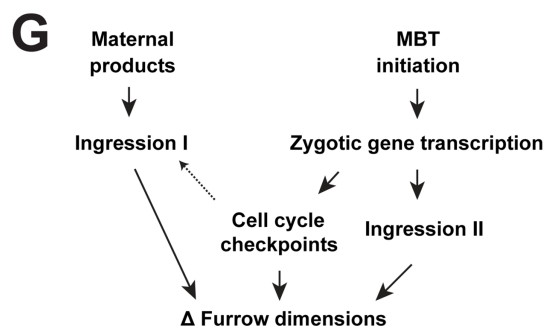 G
Maternal
products
MBT
initiation
Ingression I
Zygotic gene transcription
Cell cycle
checkpoints
Ingression II
Δ Furrow dimensions